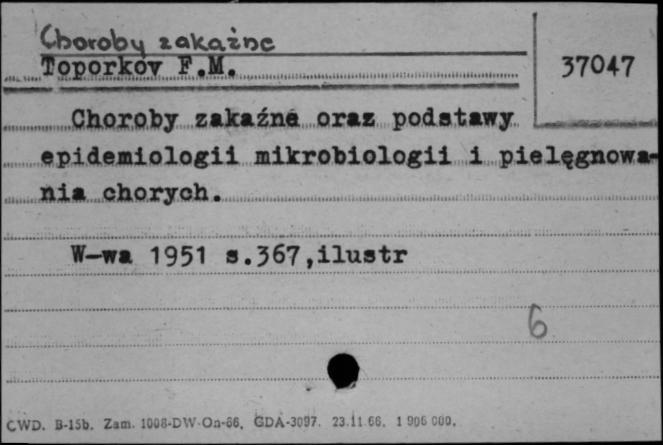 Choroby zakaźne
Toporkov F.M.
37047
Choroby zakaźne oraz podstawy
epidemiologii mikrobiologii i pielęgnowa-
nia chorych.
W-wa 1951 s.367,ilustr
6
CWD. B-15b. Zam. 1008-DW-On-66. GDA-3097. 23.11.66. 1 906 000.